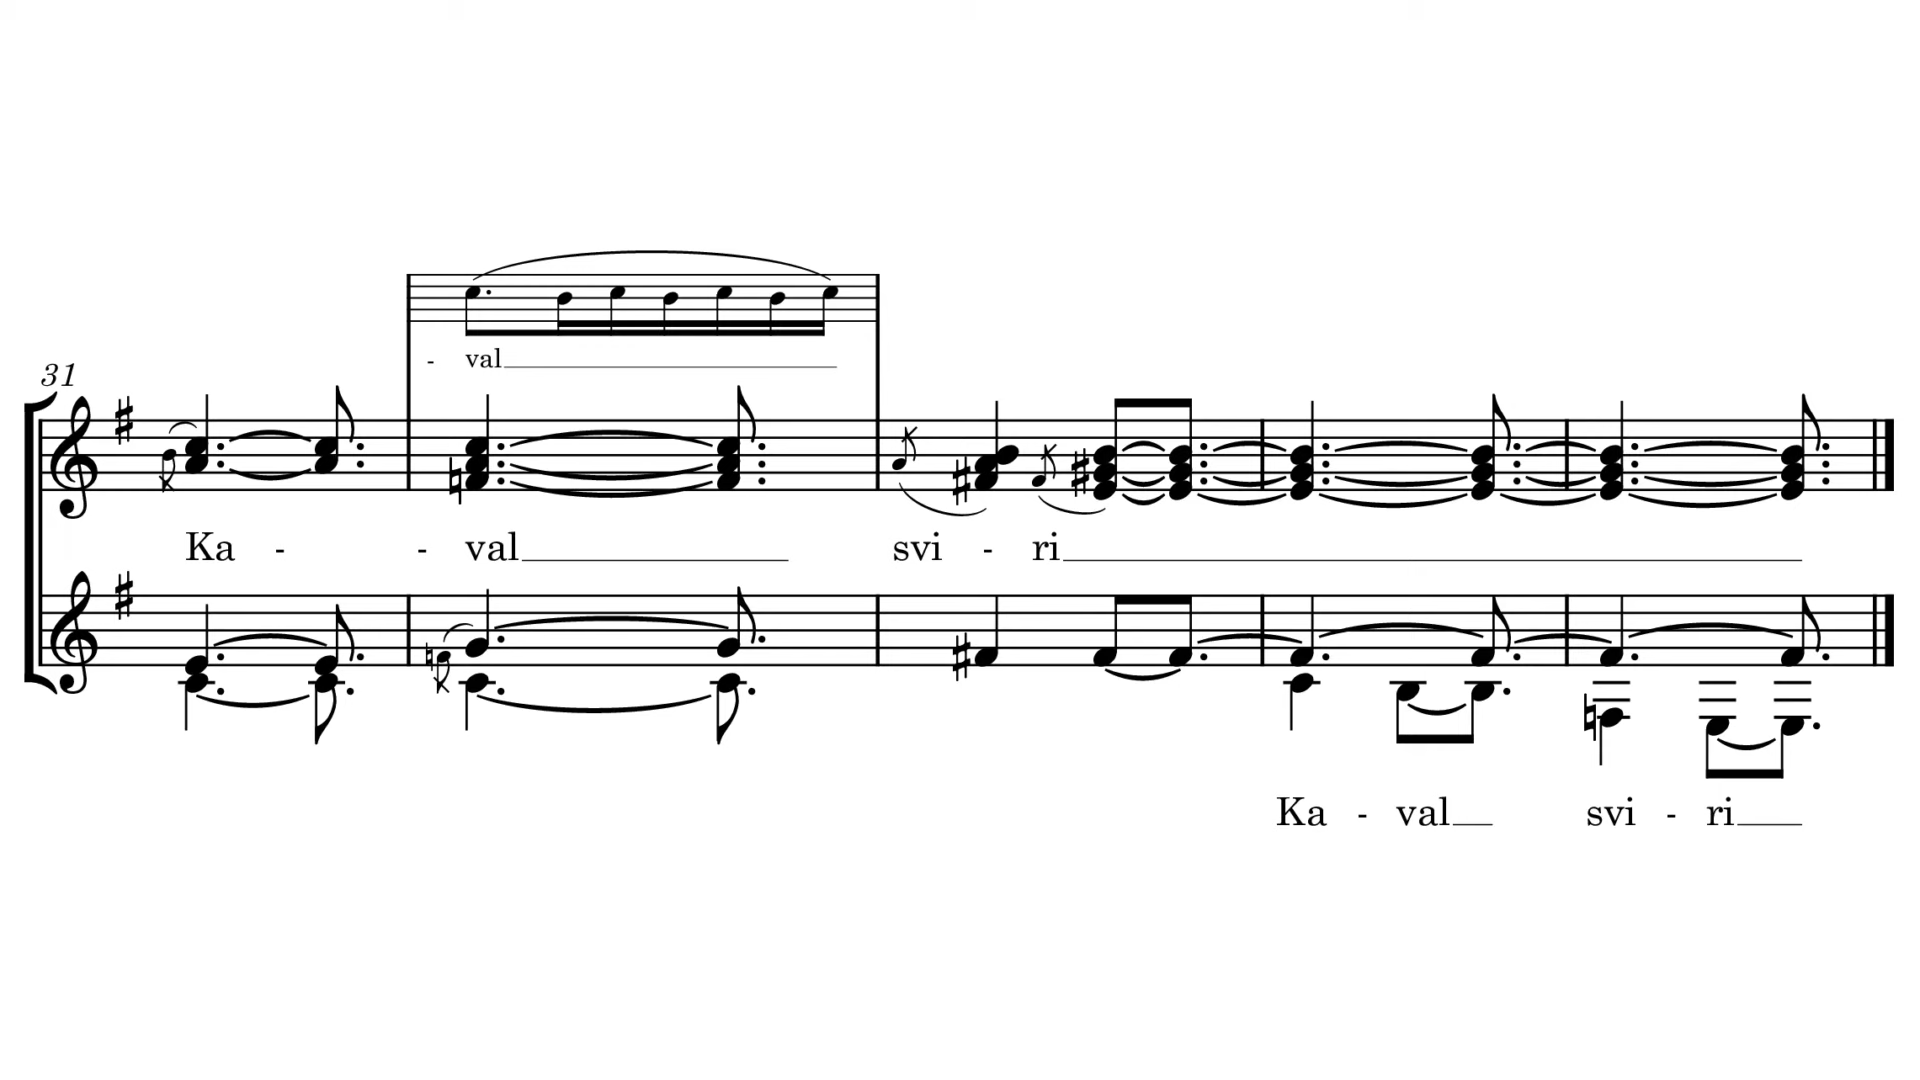 31
- val
Ka - - val svi - ri
Ka - val svi - ri